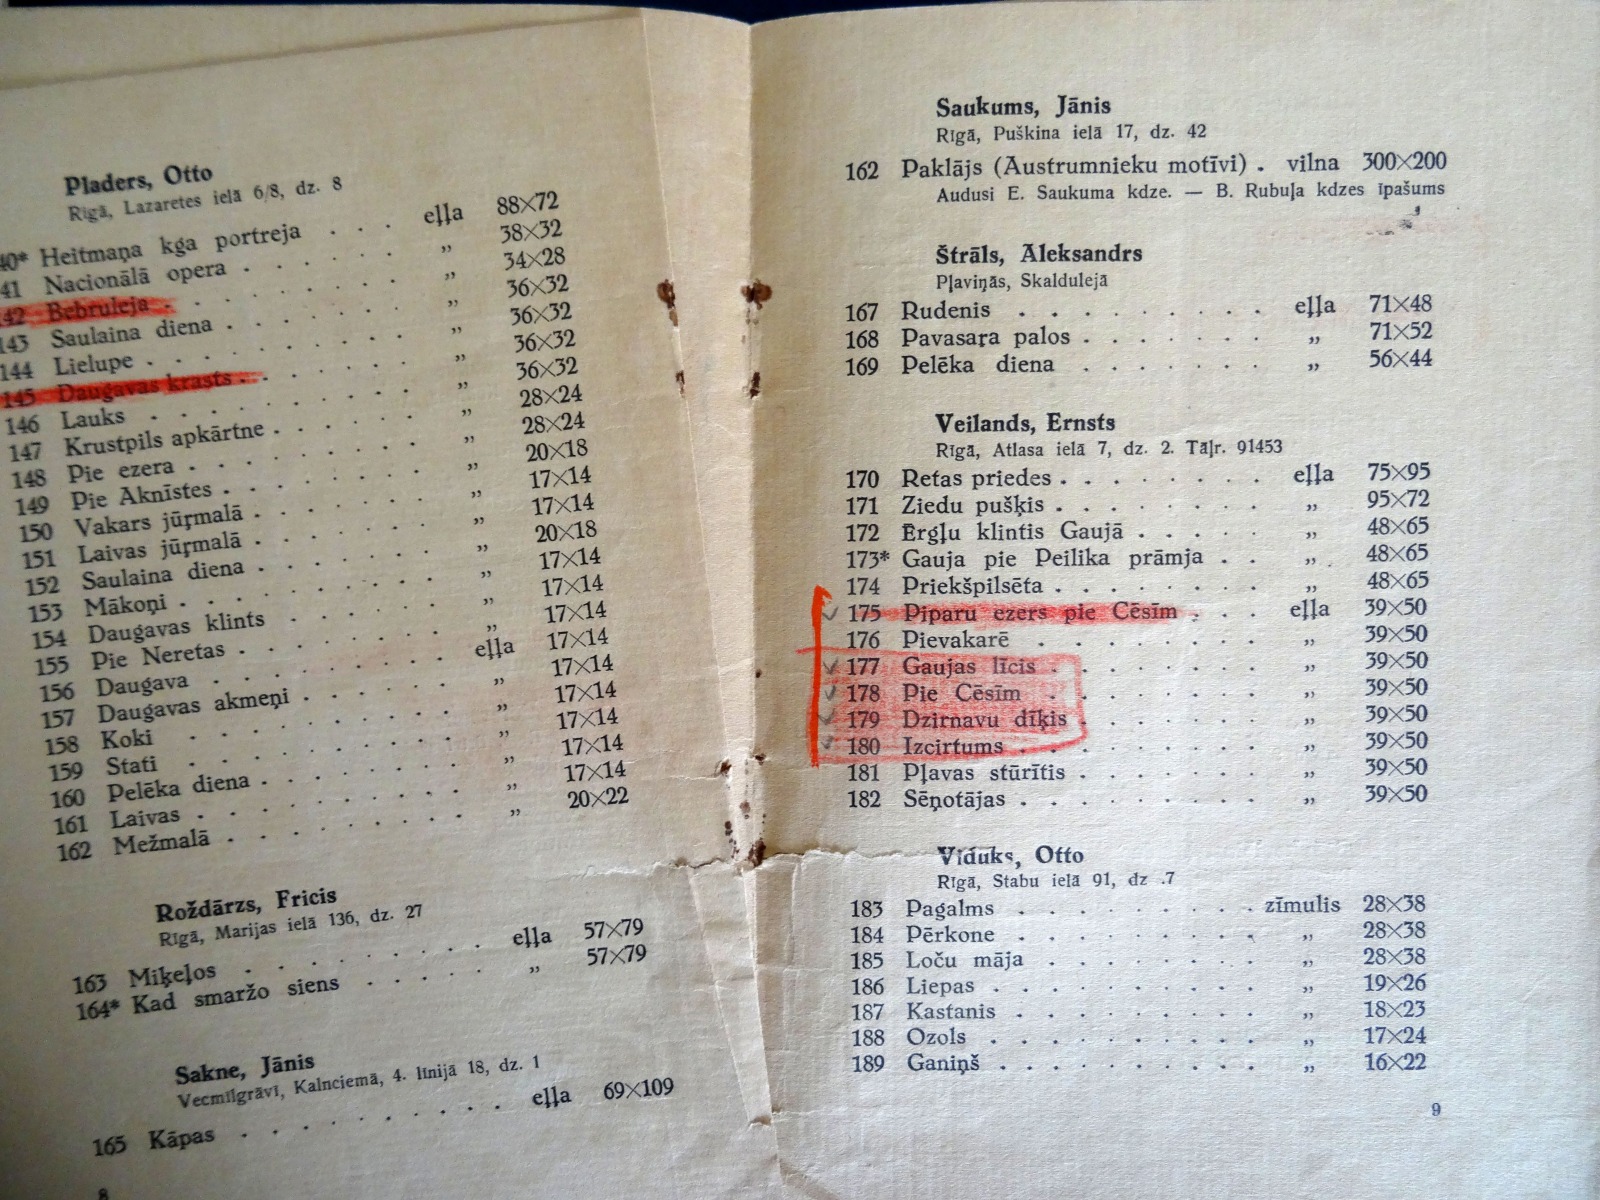 Pladers, Otto
Rīgā, Lazaretes ielā 6/8, dz. 8
40* Heitmaņa kga portreja . . . eļļa 88×72
41 Nacionālā opera . . . . . „ 38×32
142 Bebruleja . . . . . . . „ 34×28
143 Saulaina diena . . . . . „ 36×32
144 Lielupe . . . . . . . . „ 36×32
145 Daugavas krasts . . . . . „ 36×32
146 Lauks . . . . . . . . „ 36×32
147 Krustpils apkārtne . . . . . „ 28×24
148 Pie ezera . . . . . . . „ 28×24
149 Pie Aknīstes . . . . . . „ 20×18
150 Vakars jūŗmalā . . . . . „ 17×14
151 Laivas jūŗmalā . . . . . „ 17×14
152 Saulaina diena . . . . . „ 20×18
153 Mākoņi . . . . . . . . „ 17×14
154 Daugavas klints . . . . . „ 17×14
155 Pie Neretas . . . . . . eļļa 17×14
156 Daugava . . . . . . . „ 17×14
157 Daugavas akmeņi . . . . . „ 17×14
158 Koki . . . . . . . . „ 17×14
159 Stati . . . . . . . . „ 17×14
160 Pelēka diena . . . . . . „ 17×14
161 Laivas . . . . . . . . „ 17×14
162 Mežmalā . . . . . . . „ 20×22
Roždārzs, Fricis
Rīgā, Marijas ielā 136, dz. 27
163 Miķeļos . . . . . . . eļļa 57×79
164* Kad smaržo siens . . . . „ 57×79
Sakne, Jānis
Vecmīlgrāvī, Kalnciemā, 4. līnijā 18, dz. 1
165 Kāpas . . . . . . . . eļļa 69×109
8
Saukums, Jānis
Rīgā, Puškina ielā 17, dz. 42
162 Paklājs (Austrumnieku motīvi) . vilna 300×200
Audusi E. Saukuma kdze. — B. Rubuļa kdzes īpašums
Štrāls, Aleksandrs
Pļaviņās, Skaldulejā
167 Rudenis . . . . . . . . eļļa 71×48
168 Pavasaŗa palos . . . . . . „ 71×52
169 Pelēka diena . . . . . . „ 56×44
Veilands, Ernsts
Rīgā, Atlasa ielā 7, dz. 2. Tāļr. 91453
170 Retas priedes . . . . . . eļļa 75×95
171 Ziedu pušķis . . . . . . „ 95×72
172 Ērgļu klintis Gaujā . . . . „ 48×65
173* Gauja pie Peilika prāmja . . „ 48×65
174 Priekšpilsēta . . . . . . „ 48×65
175 Piparu ezers pie Cēsīm . . . eļļa 39×50
176 Pievakarē . . . . . . . „ 39×50
177 Gaujas līcis . . . . . . „ 39×50
178 Pie Cēsīm . . . . . . . „ 39×50
179 Dzirnavu dīķis . . . . . . „ 39×50
180 Izcirtums . . . . . . . „ 39×50
181 Pļavas stūrītis . . . . . . „ 39×50
182 Sēņotājas . . . . . . . „ 39×50
Viduks, Otto
Rīgā, Stabu ielā 91, dz .7
183 Pagalms . . . . . . . . zīmulis 28×38
184 Pērkone . . . . . . . . „ 28×38
185 Loču māja . . . . . . . „ 28×38
186 Liepas . . . . . . . . „ 19×26
187 Kastanis . . . . . . . . „ 18×23
188 Ozols . . . . . . . . „ 17×24
189 Ganiņš . . . . . . . . „ 16×22
9